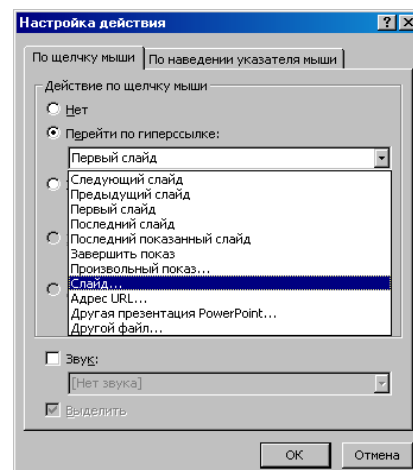 Настройка действия
По щелчку мыши По наведении указателя мыши
Действие по щелчку мыши
Нет
Перейти по гиперссылке:
Первый слайд
Следующий слайд
Предыдущий слайд
Первый слайд
Последний слайд
Последний показанный слайд
Завершить показ
Произвольный показ...
Слайд...
Адрес URL...
Другая презентация PowerPoint...
Другой файл...
Звук:
[Нет звука]
Выделить
ОК Отмена